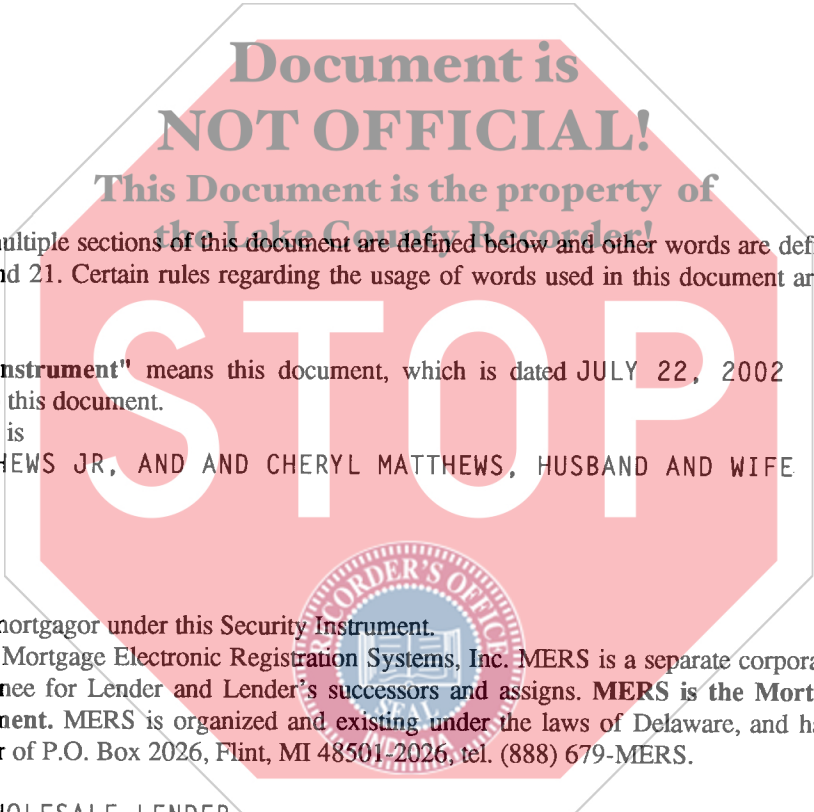 Document is
NOT OFFICIAL!
This Document is the property of
the Lake County Recorder!
ultiple sections of this document are defined below and other words are defi
nd 21. Certain rules regarding the usage of words used in this document ar
STOP
nstrument" means this document, which is dated JULY 22, 2002
this document.
is
HEWS JR, AND AND CHERYL MATTHEWS, HUSBAND AND WIFE
RECORDER'S OFFICE
SEAL
INDIANA
mortgagor under this Security Instrument.
Mortgage Electronic Registration Systems, Inc. MERS is a separate corpora
nee for Lender and Lender's successors and assigns. MERS is the Mort
ment. MERS is organized and existing under the laws of Delaware, and ha
r of P.O. Box 2026, Flint, MI 48501-2026, tel. (888) 679-MERS.
HOLESALE LENDER